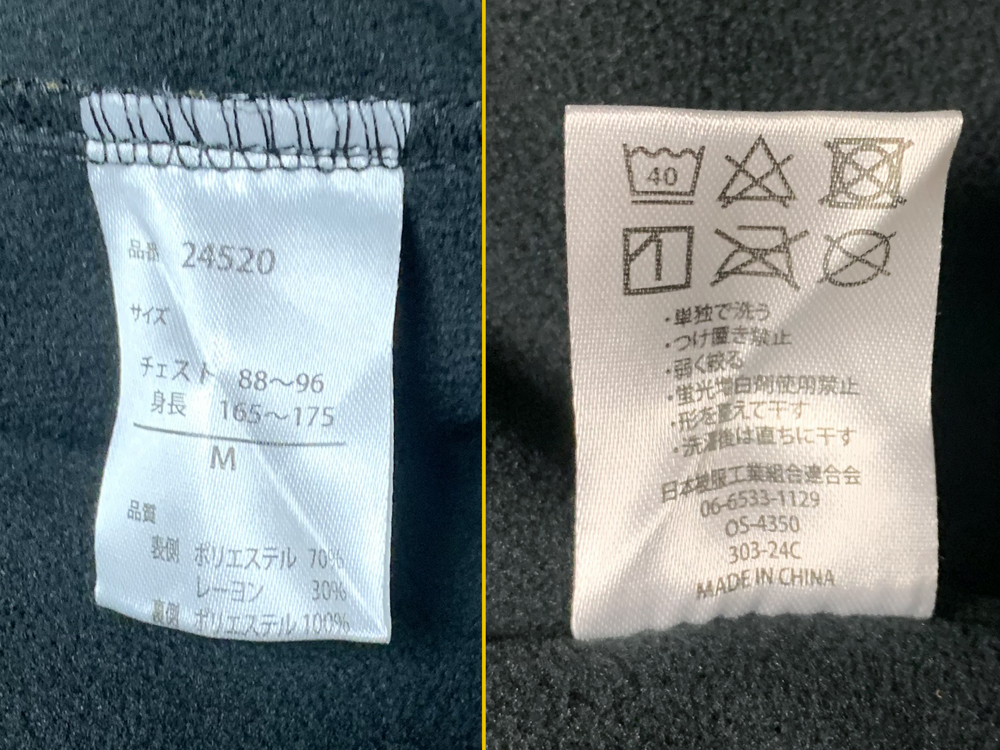 品番 24520
サイズ
チェスト 88～96
身長 165～175
M
品質
表側 ポリエステル 70%
レーヨン 30%
裏側 ポリエステル 100%
40
・単独で洗う
・つけ置き禁止
・弱く絞る
・蛍光増白剤使用禁止
・形を整えて干す
・洗濯後は直ちに干す
日本被服工業組合連合会
06-6533-1129
OS-4350
303-24C
MADE IN CHINA